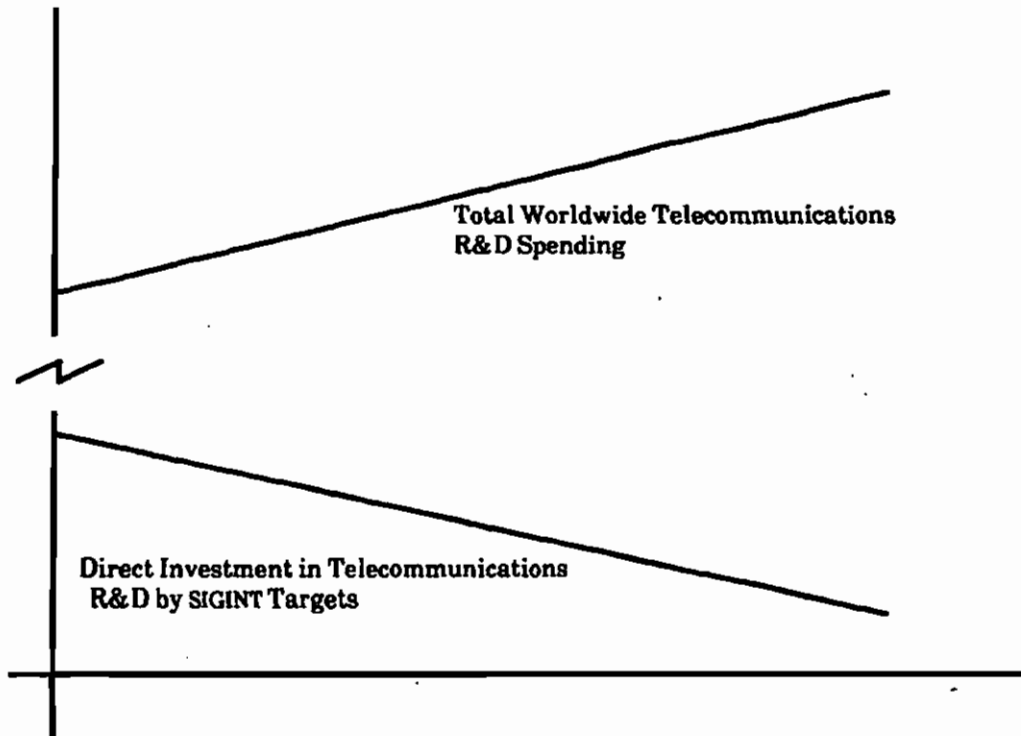 Total Worldwide Telecommunications
R&D Spending
Direct Investment in Telecommunications
R&D by SIGINT Targets